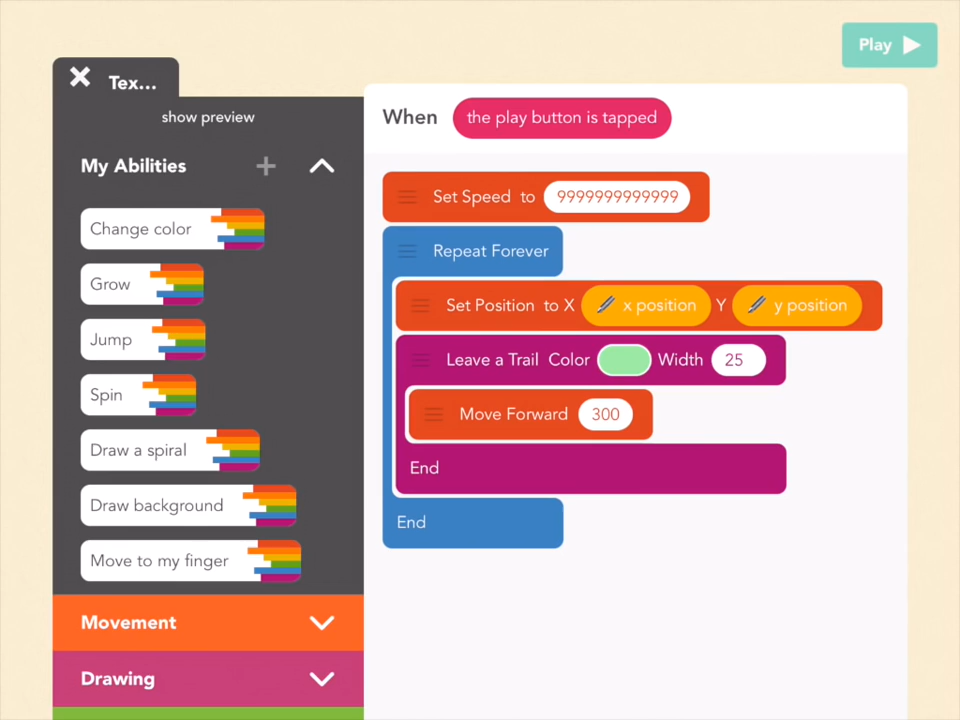 Play
Tex...
show preview
My Abilities
Change color
Grow
Jump
Spin
Draw a spiral
Draw background
Move to my finger
Movement
Drawing
When the play button is tapped
Set Speed to 9999999999999
Repeat Forever
Set Position to X x position Y y position
Leave a Trail Color Width 25
Move Forward 300
End
End